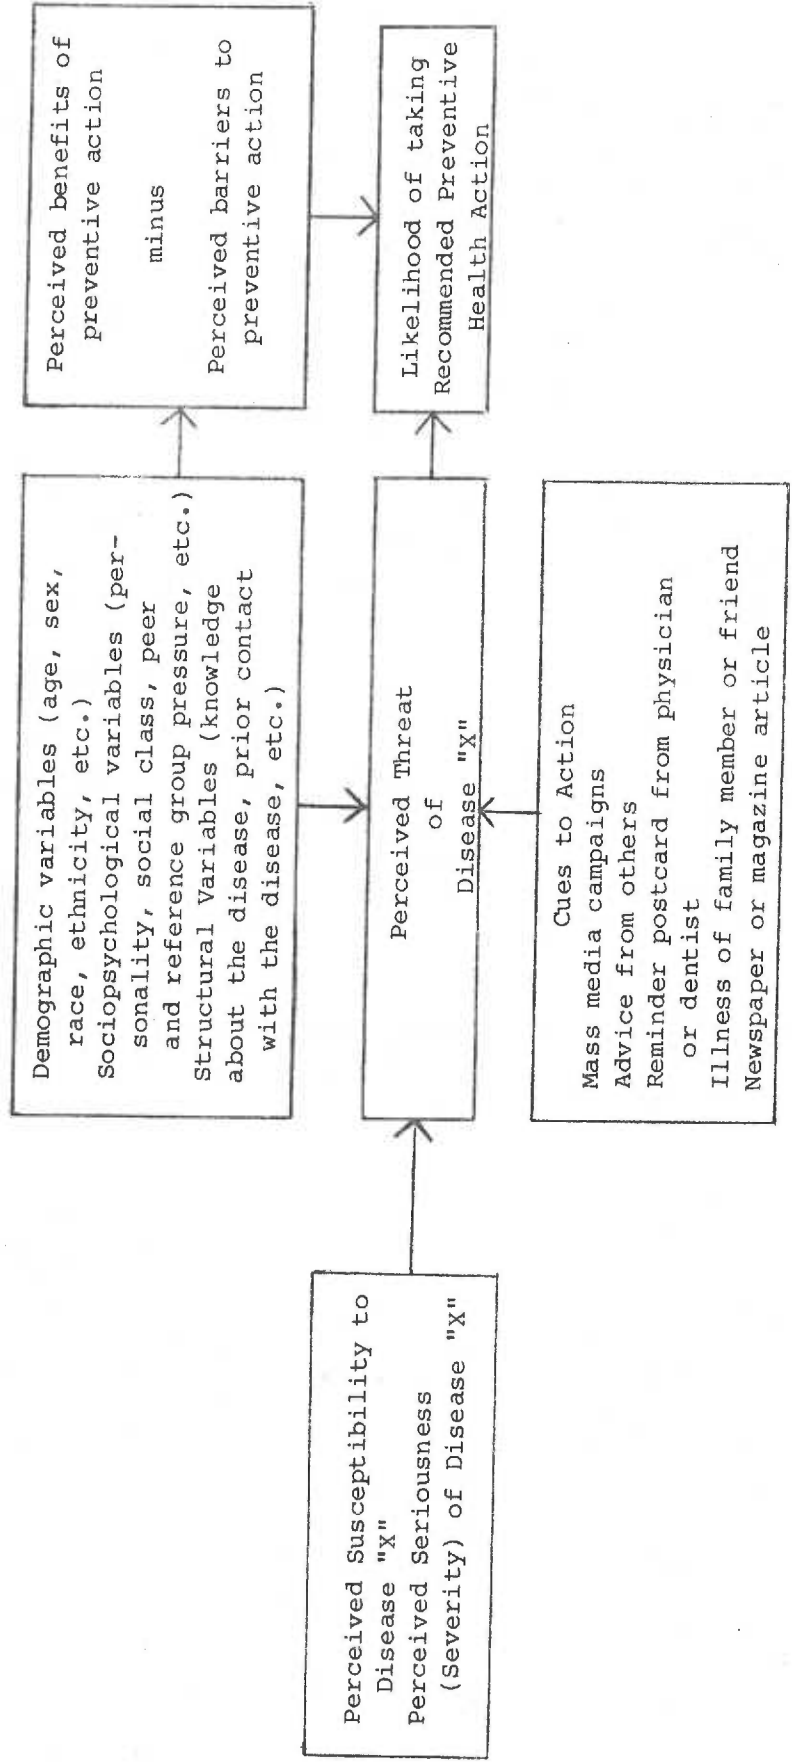 Demographic variables (age, sex,
race, ethnicity, etc.)
Sociopsychological variables (per-
sonality, social class, peer
and reference group pressure, etc.)
Structural Variables (knowledge
about the disease, prior contact
with the disease, etc.)
Perceived benefits of
preventive action
minus
Perceived barriers to
preventive action
Perceived Susceptibility to
Disease "X"
Perceived Seriousness
(Severity) of Disease "X"
Perceived Threat
of
Disease "X"
Likelihood of taking
Recommended Preventive
Health Action
Cues to Action
Mass media campaigns
Advice from others
Reminder postcard from physician
or dentist
Illness of family member or friend
Newspaper or magazine article